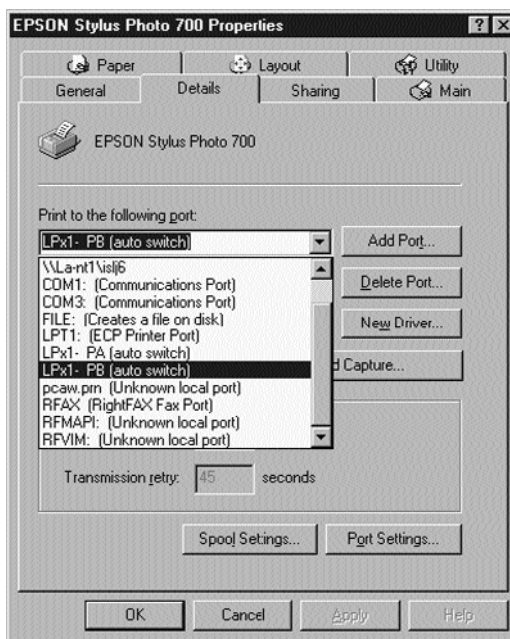 EPSON Stylus Photo 700 Properties
Paper Layout Utility
General Details Sharing Main
EPSON Stylus Photo 700
Print to the following port:
LPx1- PB (auto switch) Add Port...
\\La-nt1\islj6
COM1: (Communications Port)
COM3: (Communications Port) Delete Port...
FILE: (Creates a file on disk)
LPT1: (ECP Printer Port) New Driver...
LPx1- PA (auto switch)
LPx1- PB (auto switch) d Capture...
pcaw.prn (Unknown local port)
RFAX (RightFAX Fax Port)
RFMAPI: (Unknown local port)
RFVIM: (Unknown local port)
Transmission retry: 45 seconds
Spool Settings... Port Settings...
OK Cancel Apply Help